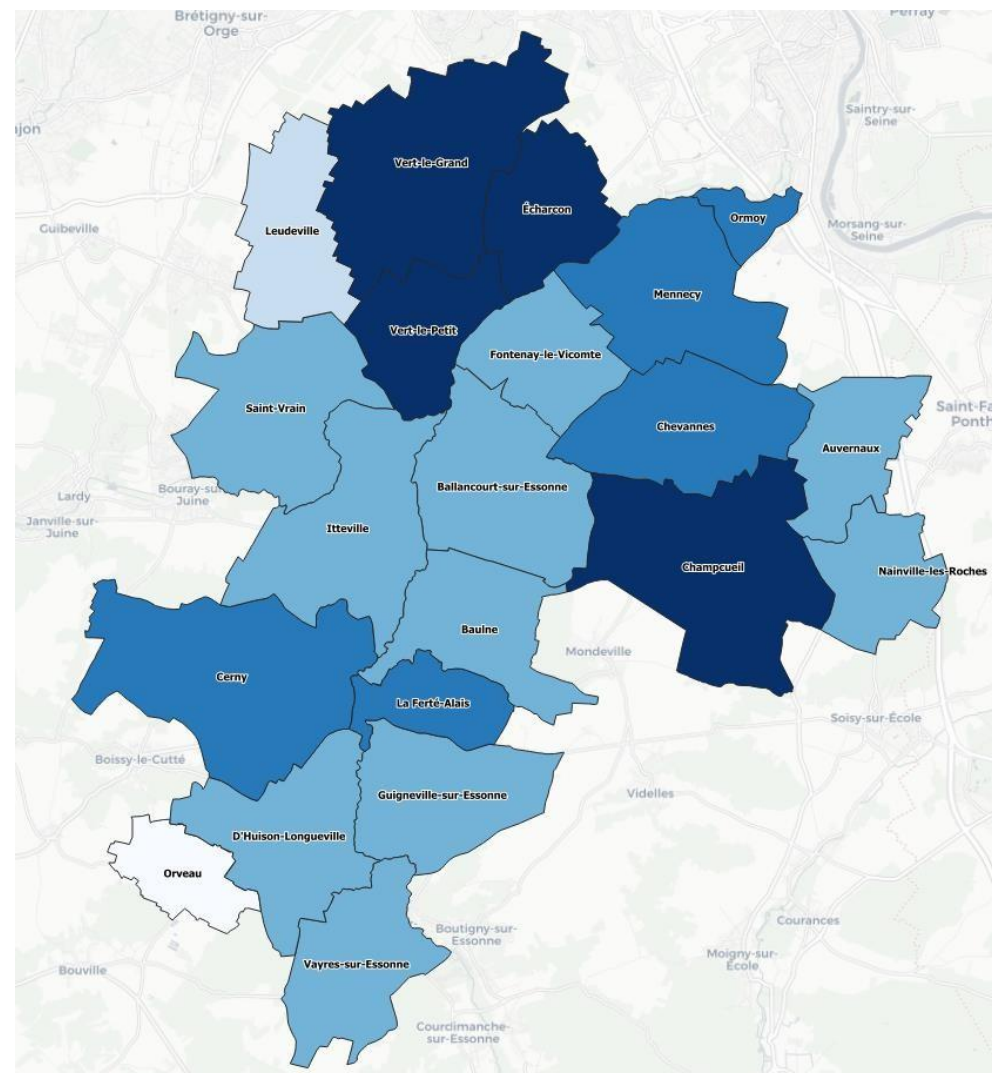 Brétigny-sur-
Orge
Perray
Saintry-sur-
Seine
Vert-le-Grand
Écharcon
Ormoy
Guibeville
Leudeville
Morsang-sur-
Seine
Mennecy
Vert-le-Petit
Fontenay-le-Vicomte
Saint-Vrain
Saint-Fa
Ponth
Chevannes
Auvernaux
Ballancourt-sur-Essonne
Lardy
Bouray-sur-
Juine
Janville-sur-
Juine
Itteville
Champcueil
Nainville-les-Roches
Baulne
Mondeville
Cerny
La Ferté-Alais
Soisy-sur-École
Boissy-le-Cutté
Guigneville-sur-Essonne
Videlles
D'Huison-Longueville
Orveau
Courances
Boutigny-sur-
Essonne
Moigny-sur-
École
Vayres-sur-Essonne
Bouville
Courdimanche-
sur-Essonne